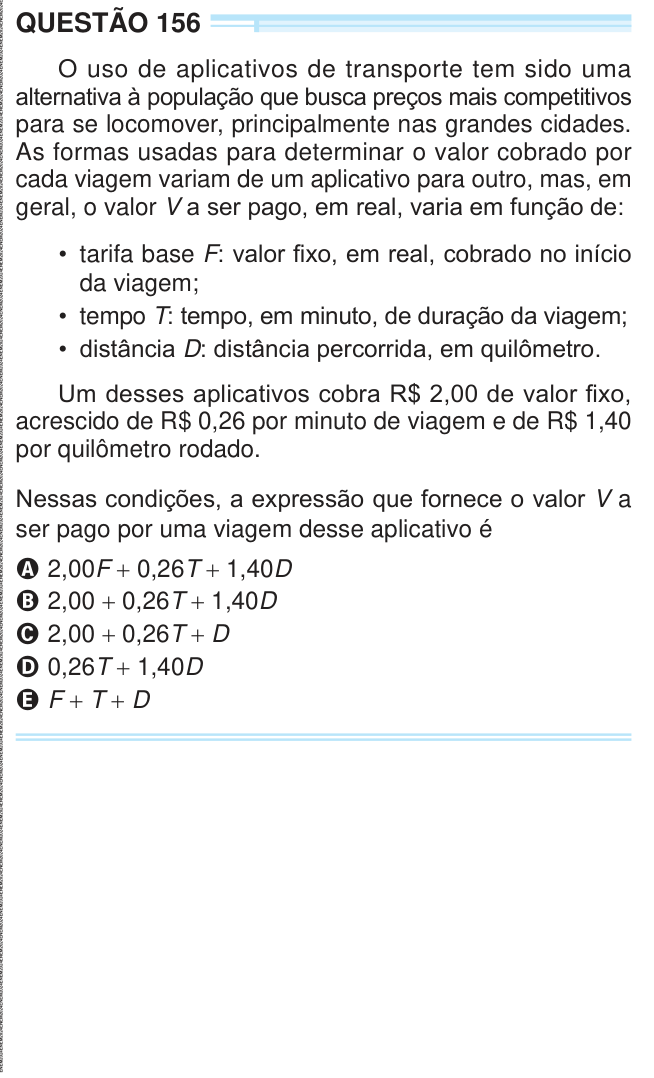 QUESTÃO 156
O uso de aplicativos de transporte tem sido uma
alternativa à população que busca preços mais competitivos
para se locomover, principalmente nas grandes cidades.
As formas usadas para determinar o valor cobrado por
cada viagem variam de um aplicativo para outro, mas, em
geral, o valor V a ser pago, em real, varia em função de:
• tarifa base F: valor fixo, em real, cobrado no início
da viagem;
• tempo T: tempo, em minuto, de duração da viagem;
• distância D: distância percorrida, em quilômetro.
Um desses aplicativos cobra R$ 2,00 de valor fixo,
acrescido de R$ 0,26 por minuto de viagem e de R$ 1,40
por quilômetro rodado.
Nessas condições, a expressão que fornece o valor V a
ser pago por uma viagem desse aplicativo é
A 2,00F + 0,26T + 1,40D
B 2,00 + 0,26T + 1,40D
C 2,00 + 0,26T + D
D 0,26T + 1,40D
E F + T + D